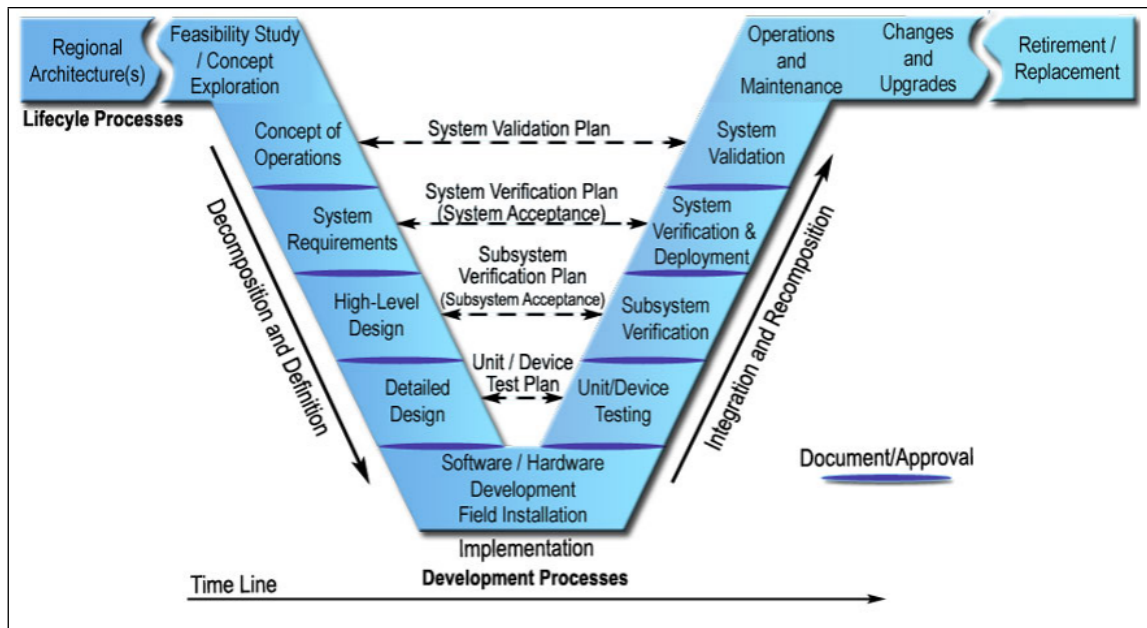 Regional
Architecture(s)
Feasibility Study
/ Concept
Exploration
Operations
and
Maintenance
Changes
and
Upgrades
Retirement /
Replacement
Lifecyle Processes
Concept of
Operations
System Validation Plan
System
Validation
System
Requirements
System Verification Plan
(System Acceptance)
System
Verification &
Deployment
High-Level
Design
Subsystem
Verification Plan
(Subsystem Acceptance)
Subsystem
Verification
Detailed
Design
Unit / Device
Test Plan
Unit/Device
Testing
Decomposition and Definition
Integration and Recomposition
Software / Hardware
Development
Field Installation
Document/Approval
Implementation
Development Processes
Time Line